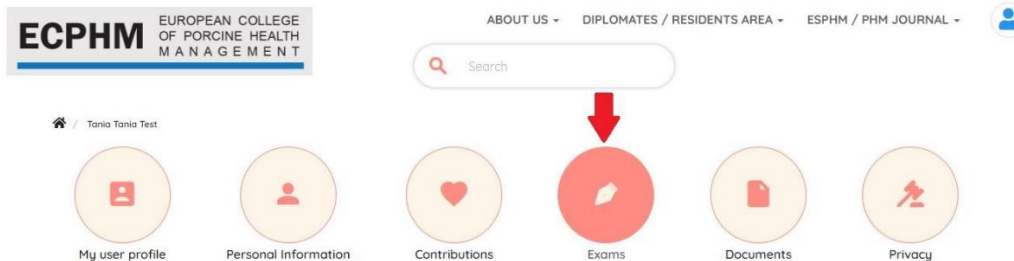 ECPHM
EUROPEAN COLLEGE
OF PORCINE HEALTH
MANAGEMENT
ABOUT US
DIPLOMATES / RESIDENTS AREA
ESPHM / PHM JOURNAL
Search
/ Tania Tania Test
My user profile
Personal Information
Contributions
Exams
Documents
Privacy